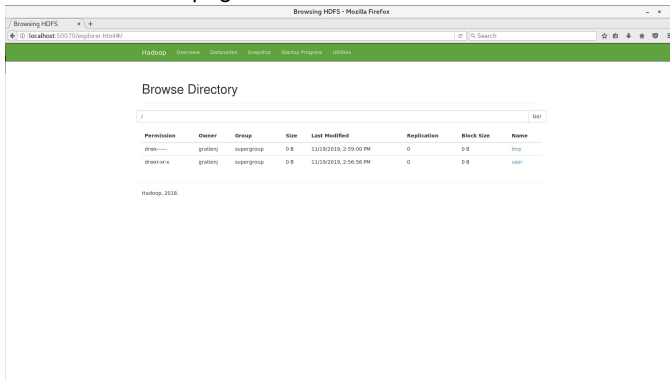 Browsing HDFS - Mozilla Firefox
Browsing HDFS × +
localhost:50070/explorer.html#/ Search
Hadoop Overview Datanodes Snapshot Startup Progress Utilities
Browse Directory
/ Go!
Permission Owner Group Size Last Modified Replication Block Size Name
drwx------ gratienj supergroup 0 B 11/19/2019, 2:59:00 PM 0 0 B tmp
drwxr-xr-x gratienj supergroup 0 B 11/19/2019, 2:56:56 PM 0 0 B user
Hadoop, 2018.